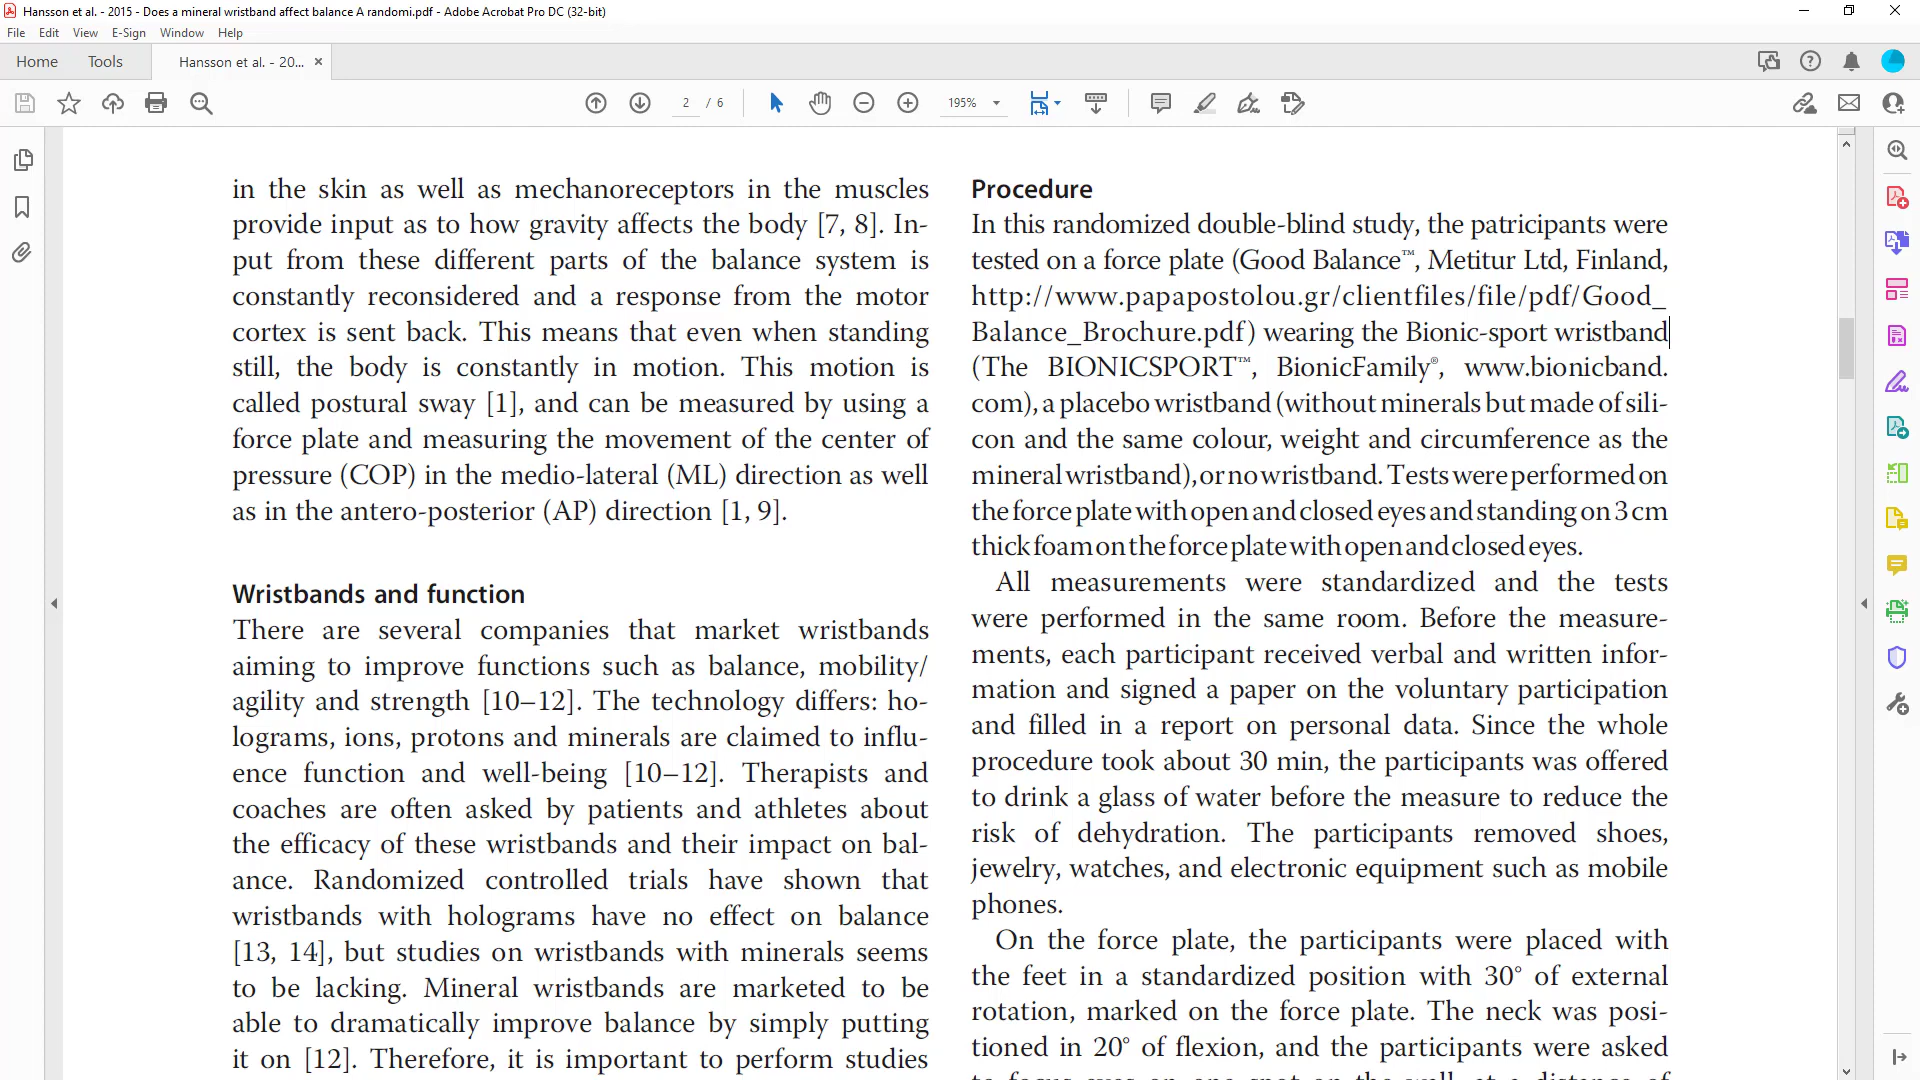 Hansson et al. - 2015 - Does a mineral wristband affect balance A randomi.pdf - Adobe Acrobat Pro DC (32-bit)
File Edit View E-Sign Window Help
Home Tools Hansson et al. - 20... ×
2 / 6 195%
in the skin as well as mechanoreceptors in the muscles
provide input as to how gravity affects the body [7, 8]. In-
put from these different parts of the balance system is
constantly reconsidered and a response from the motor
cortex is sent back. This means that even when standing
still, the body is constantly in motion. This motion is
called postural sway [1], and can be measured by using a
force plate and measuring the movement of the center of
pressure (COP) in the medio-lateral (ML) direction as well
as in the antero-posterior (AP) direction [1, 9].
Wristbands and function
There are several companies that market wristbands
aiming to improve functions such as balance, mobility/
agility and strength [10–12]. The technology differs: ho-
lograms, ions, protons and minerals are claimed to influ-
ence function and well-being [10–12]. Therapists and
coaches are often asked by patients and athletes about
the efficacy of these wristbands and their impact on bal-
ance. Randomized controlled trials have shown that
wristbands with holograms have no effect on balance
[13, 14], but studies on wristbands with minerals seems
to be lacking. Mineral wristbands are marketed to be
able to dramatically improve balance by simply putting
it on [12]. Therefore, it is important to perform studies
Procedure
In this randomized double-blind study, the patricipants were
tested on a force plate (Good Balance™, Metitur Ltd, Finland,
http://www.papapostolou.gr/clientfiles/file/pdf/Good_
Balance_Brochure.pdf) wearing the Bionic-sport wristband
(The BIONICSPORT™, BionicFamily®, www.bionicband.
com), a placebo wristband (without minerals but made of sili-
con and the same colour, weight and circumference as the
mineral wristband), or no wristband. Tests were performed on
the force plate with open and closed eyes and standing on 3 cm
thick foam on the force plate with open and closed eyes.
All measurements were standardized and the tests
were performed in the same room. Before the measure-
ments, each participant received verbal and written infor-
mation and signed a paper on the voluntary participation
and filled in a report on personal data. Since the whole
procedure took about 30 min, the participants was offered
to drink a glass of water before the measure to reduce the
risk of dehydration. The participants removed shoes,
jewelry, watches, and electronic equipment such as mobile
phones.
On the force plate, the participants were placed with
the feet in a standardized position with 30° of external
rotation, marked on the force plate. The neck was posi-
tioned in 20° of flexion, and the participants were asked
to focus eyes on one spot on the wall, at a distance of